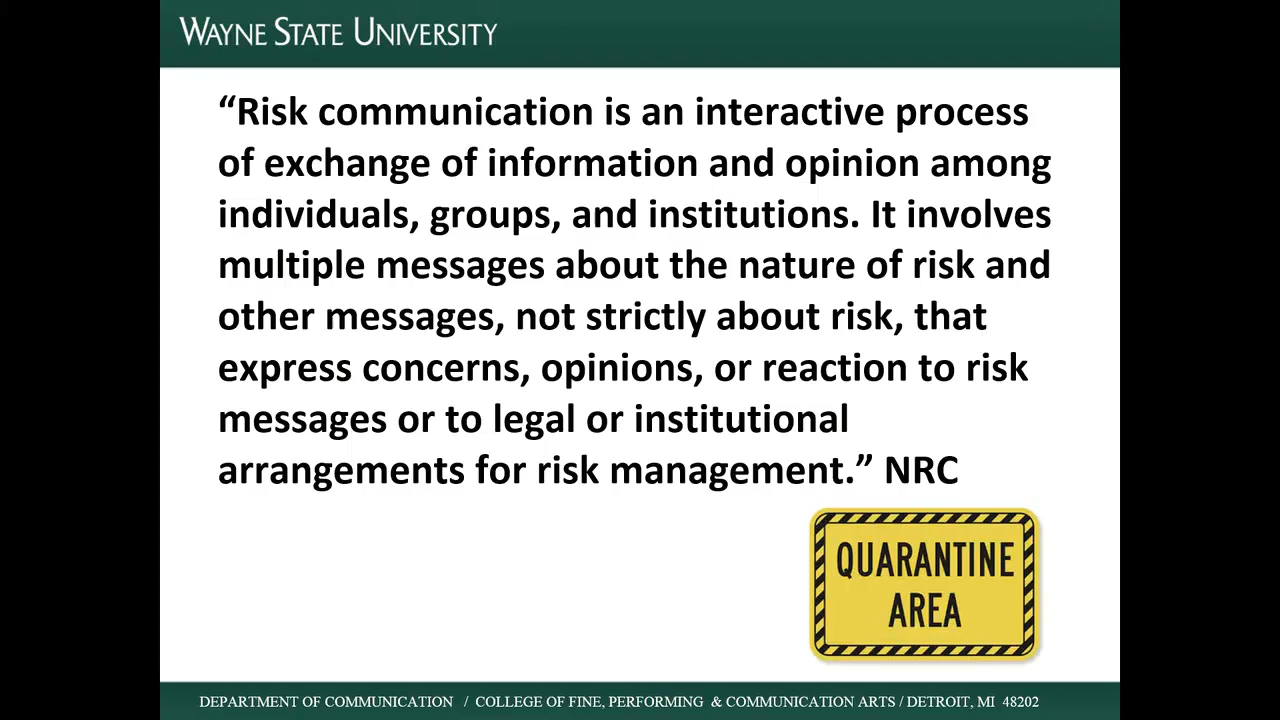 WAYNE STATE UNIVERSITY
“Risk communication is an interactive process
of exchange of information and opinion among
individuals, groups, and institutions. It involves
multiple messages about the nature of risk and
other messages, not strictly about risk, that
express concerns, opinions, or reaction to risk
messages or to legal or institutional
arrangements for risk management.” NRC
QUARANTINE
AREA
DEPARTMENT OF COMMUNICATION / COLLEGE OF FINE, PERFORMING & COMMUNICATION ARTS / DETROIT, MI 48202